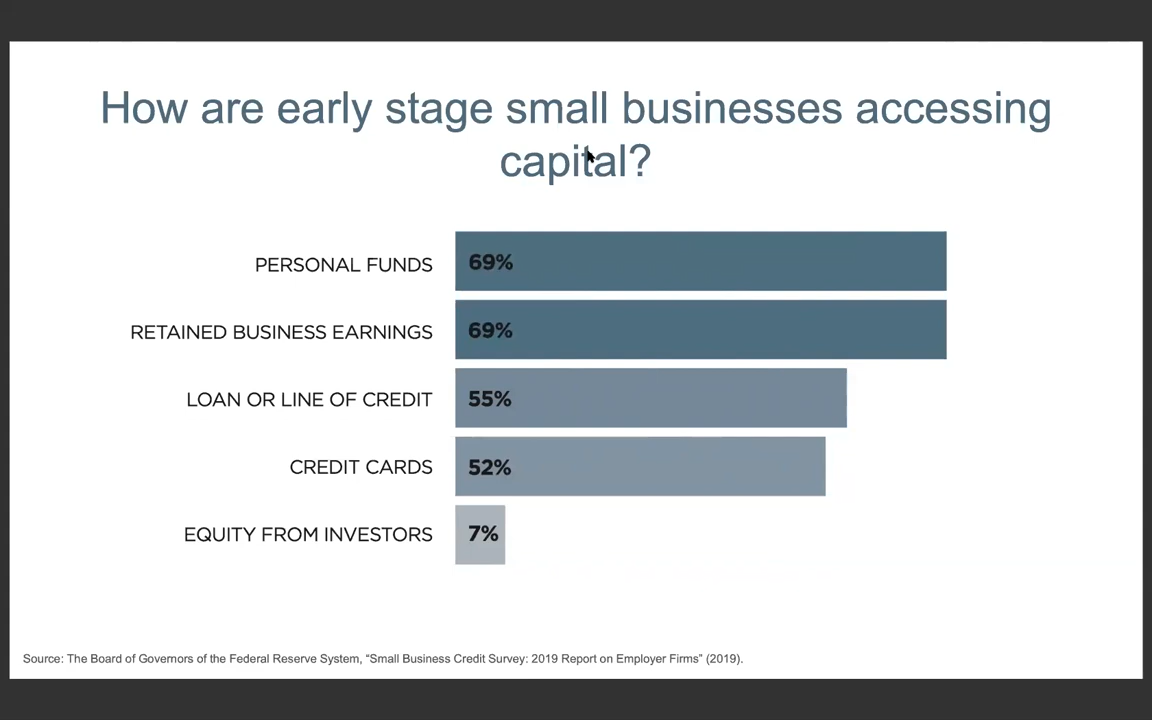 How are early stage small businesses accessing
capital?
PERSONAL FUNDS 69%
RETAINED BUSINESS EARNINGS 69%
LOAN OR LINE OF CREDIT 55%
CREDIT CARDS 52%
EQUITY FROM INVESTORS 7%
Source: The Board of Governors of the Federal Reserve System, “Small Business Credit Survey: 2019 Report on Employer Firms” (2019).